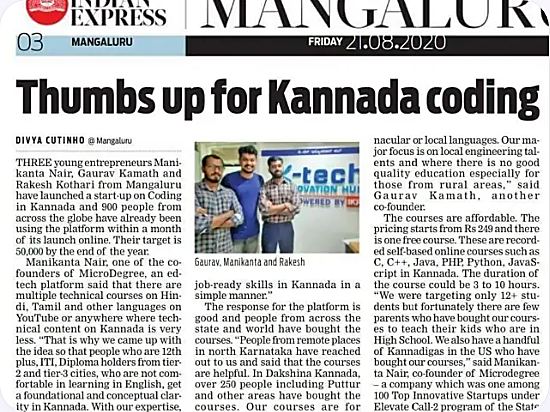 INDIAN
EXPRESS
MANGALURU
03 MANGALURU
FRIDAY 21.08.2020
Thumbs up for Kannada coding
DIVYA CUTINHO @ Mangaluru
THREE young entrepreneurs Mani-
kanta Nair, Gaurav Kamath and
Rakesh Kothari from Mangaluru
have launched a start-up on Coding
in Kannada and 900 people from
across the globe have already been
using the platform within a month
of its launch online. Their target is
50,000 by the end of the year.
Manikanta Nair, one of the co-
founders of MicroDegree, an ed-
tech platform said that there are
multiple technical courses on Hin-
di, Tamil and other languages on
YouTube or anywhere where tech-
nical content on Kannada is very
less. “That is why we came up with
the idea so that people who are 12th
plus, ITI, Diploma holders from tier-
2 and tier-3 cities, who are not com-
fortable in learning in English, get
a foundational and conceptual clar-
ity in Kannada. With our expertise,
K-tech
INNOVATION HUB
POWERED BY
Gaurav, Manikanta and Rakesh
job-ready skills in Kannada in a
simple manner.”
The response for the platform is
good and people from across the
state and world have bought the
courses. “People from remote places
in north Karnataka have reached
out to us and said that the courses
are helpful. In Dakshina Kannada,
over 250 people including Puttur
and other areas have bought the
courses. Our courses are for
nacular or local languages. Our ma-
jor focus is on local engineering tal-
ents and where there is no good
quality education especially for
those from rural areas,” said
Gaurav Kamath, another
co-founder.
The courses are affordable. The
pricing starts from Rs 249 and there
is one free course. These are record-
ed self-based online courses such as
C, C++, Java, PHP, Python, JavaS-
cript in Kannada. The duration of
the course could be 3 to 10 hours.
“We were targeting only 12+ stu-
dents but fortunately there are few
parents who have bought our cours-
es to teach their kids who are in
High School. We also have a handful
of Kannadigas in the US who have
bought our courses,” said Manikan-
ta Nair, co-founder of Microdegree
– a company which was one among
100 Top Innovative Startups under
Elevate Call-2 program of the Stat-